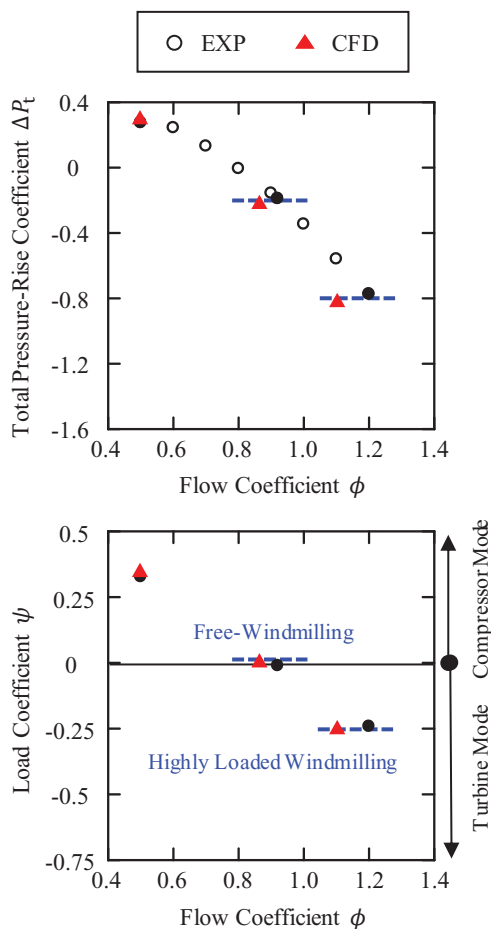 EXP CFD
Total Pressure-Rise Coefficient ΔPt
0.4
0
-0.4
-0.8
-1.2
-1.6
0.4 0.6 0.8 1.0 1.2 1.4
Flow Coefficient ϕ
Load Coefficient ψ
0.5
0.25
0
-0.25
-0.5
-0.75
Free-Windmilling
Highly Loaded Windmilling
Turbine Mode Compressor Mode
0.4 0.6 0.8 1.0 1.2 1.4
Flow Coefficient ϕ